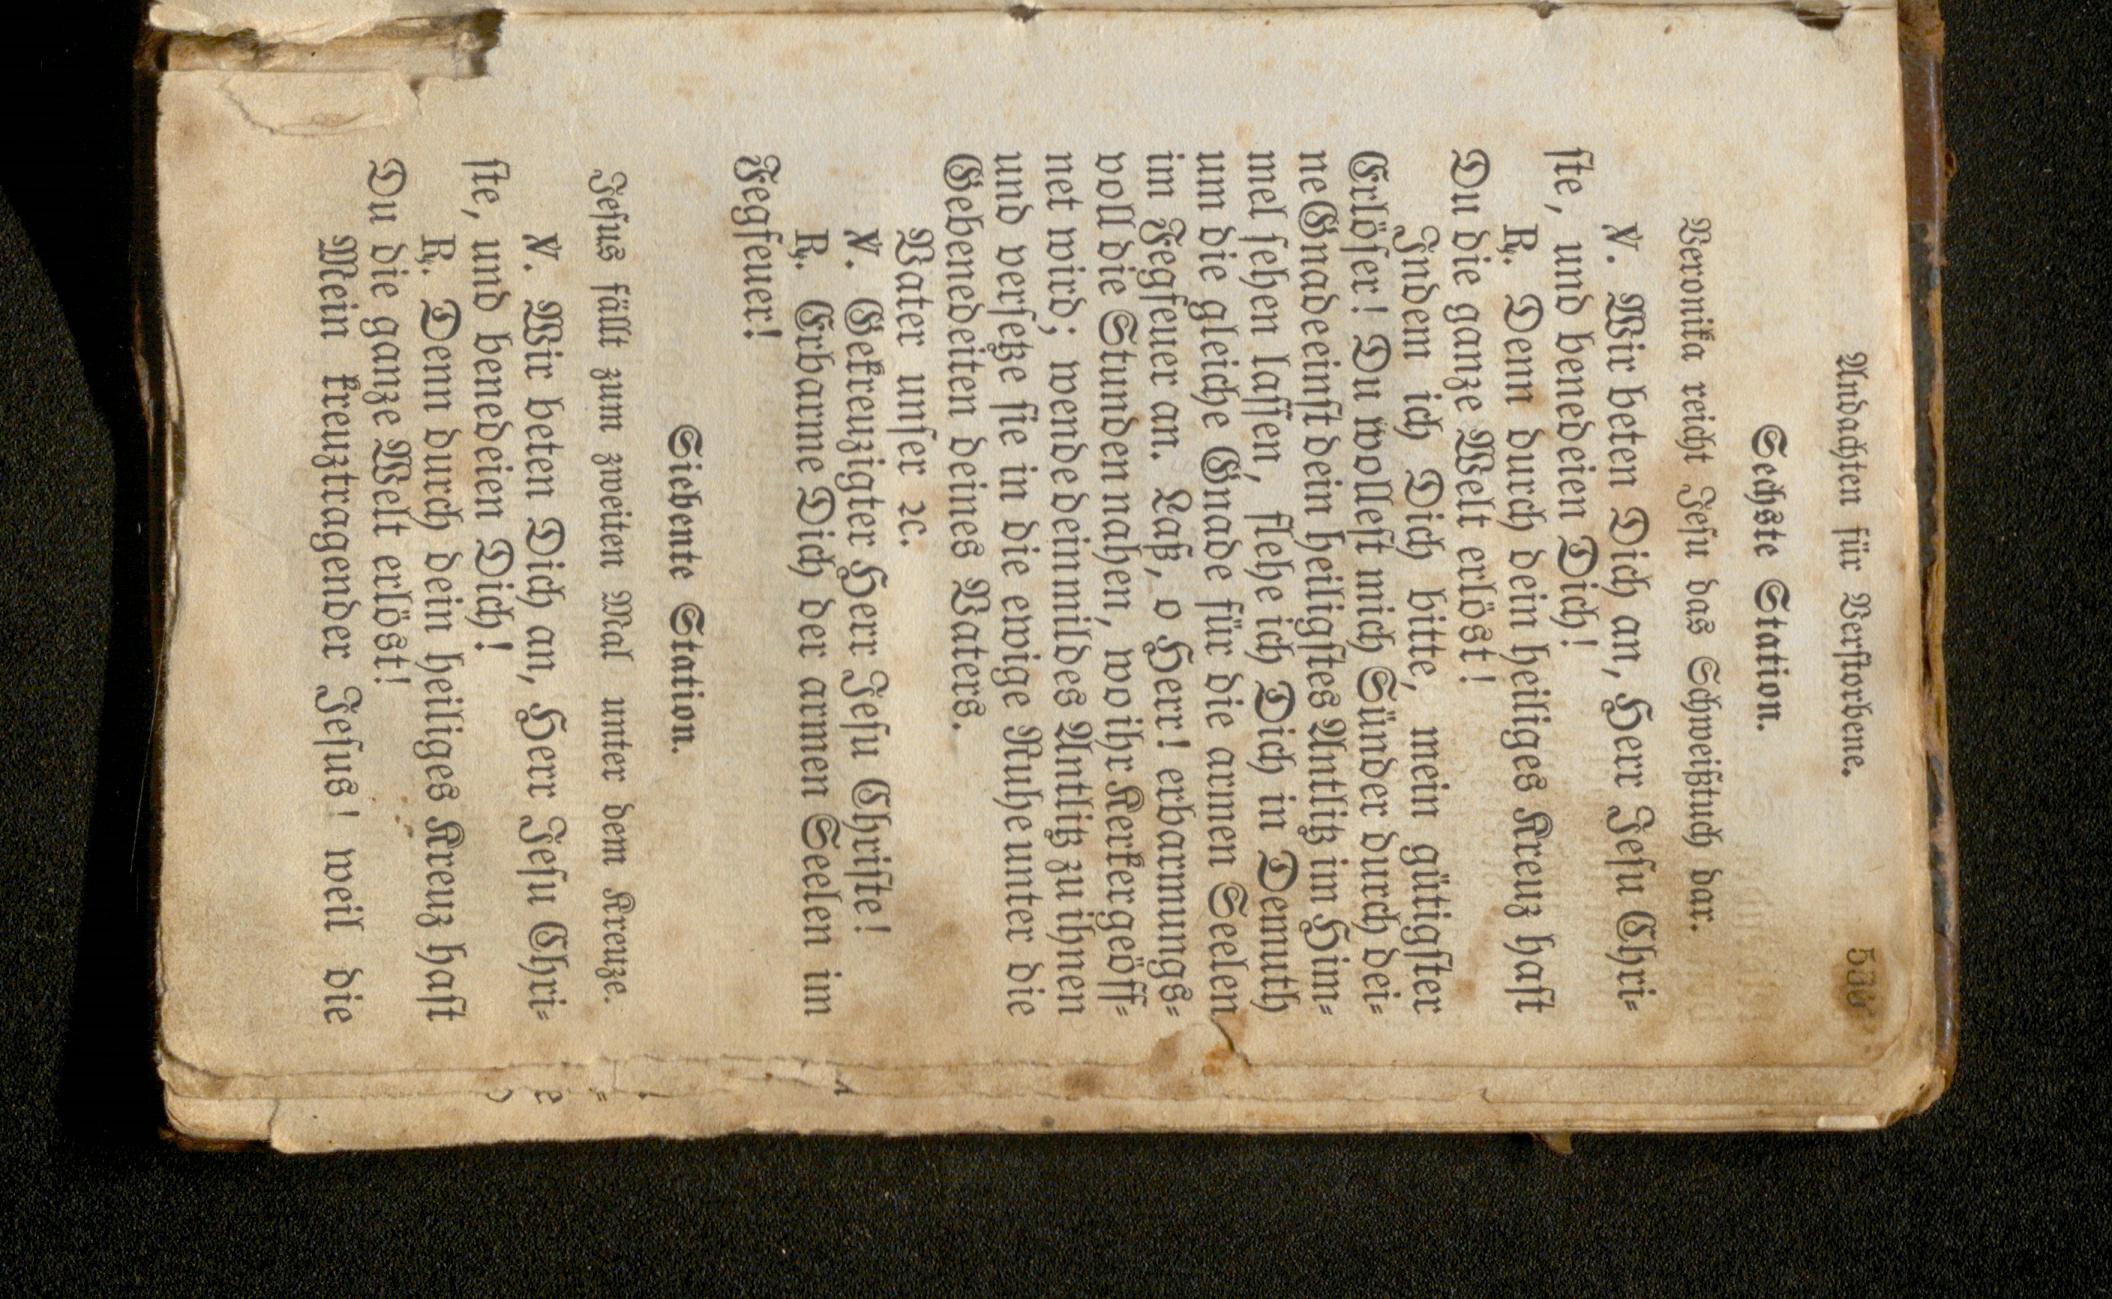 Andachten für Verstorbene.
Sechste Station.
Veronika reicht Jesu das Schweißtuch dar.
℣. Wir beten Dich an, Herr Jesu Chri-
ste, und benedeien Dich!
℟. Denn durch dein heiliges Kreuz hast
Du die ganze Welt erlöst!
Indem ich Dich bitte, mein gütigster
Erlöser! Du wollest mich Sünder durch dei-
ne Gnade einst dein heiligstes Antlitz im Him-
mel sehen lassen, flehe ich Dich in Demuth
um die gleiche Gnade für die armen Seelen
im Fegfeuer an. Laß, o Herr! erbarmungs-
voll die Stunden nahen, wo ihr Kerker geöff-
net wird; wende dein mildes Antlitz zu ihnen
und versetze sie in die ewige Ruhe unter die
Gebenedeiten deines Vaters.
Vater unser ꝛc.
℣. Gekreuzigter Herr Jesu Christe!
℟. Erbarme Dich der armen Seelen im
Fegfeuer!
Siebente Station.
Jesus fällt zum zweiten Mal unter dem Kreuze.
℣. Wir beten Dich an, Herr Jesu Chri-
ste, und benedeien Dich!
℟. Denn durch dein heiliges Kreuz hast
Du die ganze Welt erlöst!
Mein kreuztragender Jesus! weil die